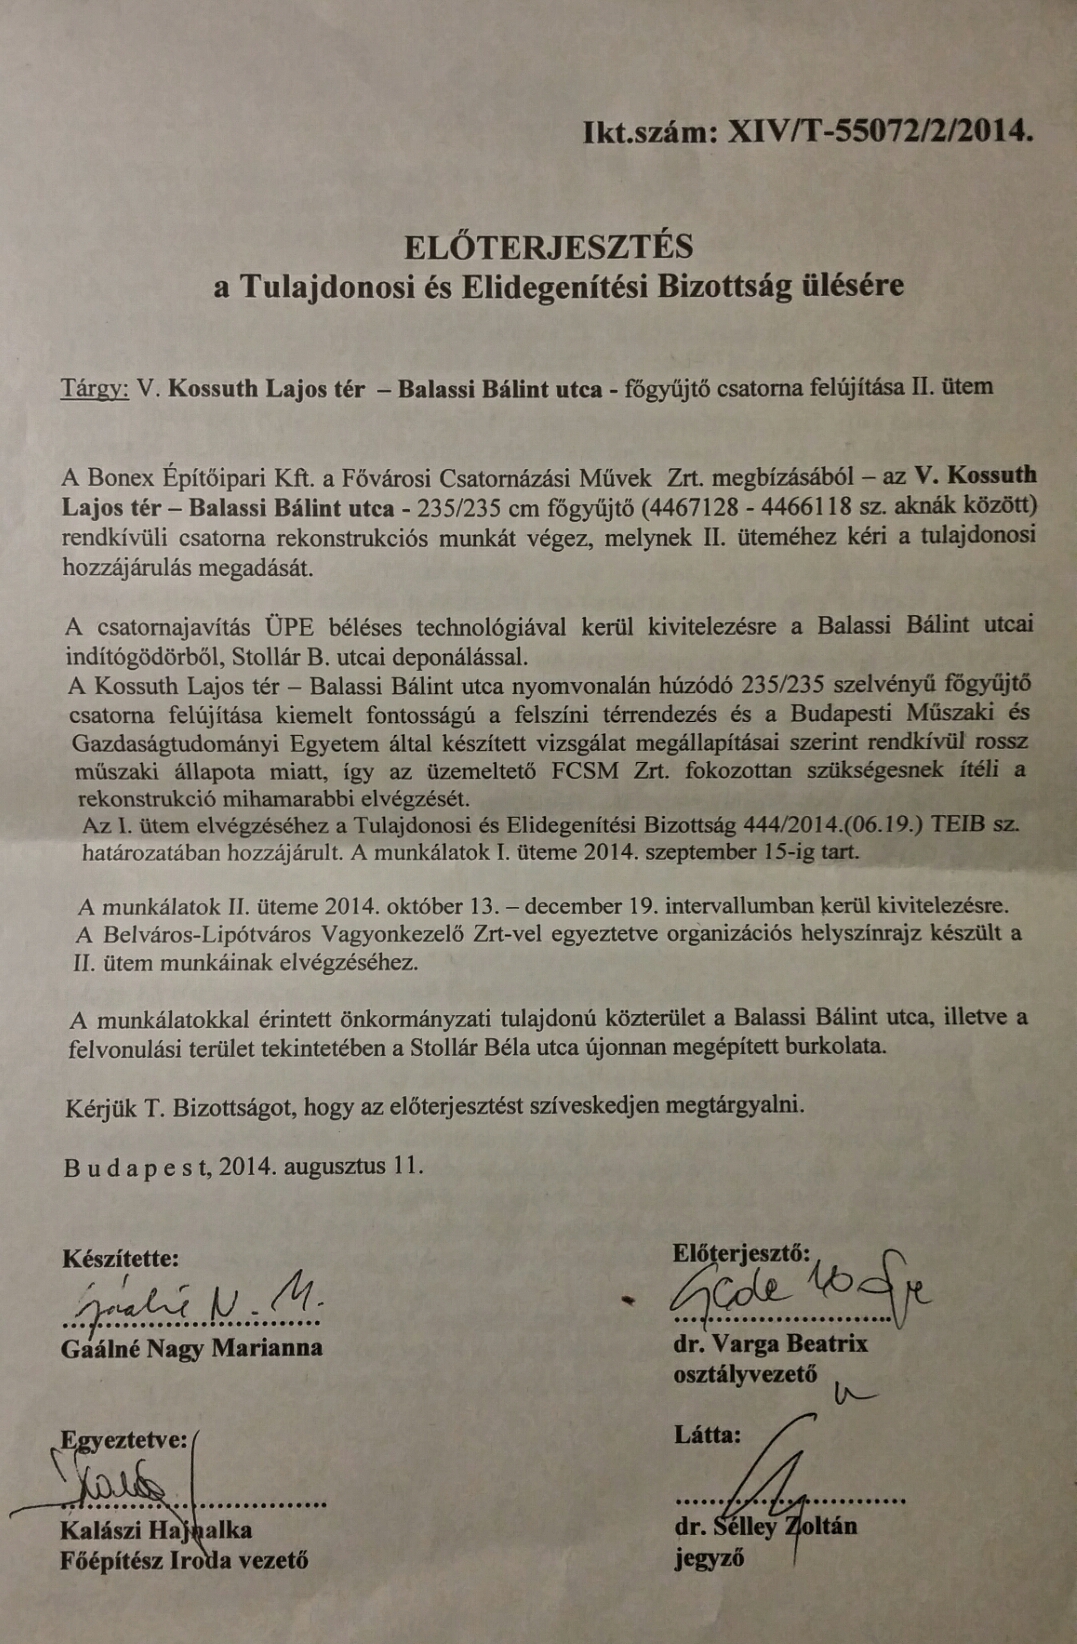 Ikt.szám: XIV/T-55072/2/2014.
ELŐTERJESZTÉS
a Tulajdonosi és Elidegenítési Bizottság ülésére
Tárgy: V. Kossuth Lajos tér – Balassi Bálint utca - főgyűjtő csatorna felújítása II. ütem
A Bonex Építőipari Kft. a Fővárosi Csatornázási Művek Zrt. megbízásából – az V. Kossuth
Lajos tér – Balassi Bálint utca - 235/235 cm főgyűjtő (4467128 - 4466118 sz. aknák között)
rendkívüli csatorna rekonstrukciós munkát végez, melynek II. üteméhez kéri a tulajdonosi
hozzájárulás megadását.
A csatornajavítás ÜPE béléses technológiával kerül kivitelezésre a Balassi Bálint utcai
indítógödörből, Stollár B. utcai deponálással.
A Kossuth Lajos tér – Balassi Bálint utca nyomvonalán húzódó 235/235 szelvényű főgyűjtő
csatorna felújítása kiemelt fontosságú a felszíni térrendezés és a Budapesti Műszaki és
Gazdaságtudományi Egyetem által készített vizsgálat megállapításai szerint rendkívül rossz
műszaki állapota miatt, így az üzemeltető FCSM Zrt. fokozottan szükségesnek ítéli a
rekonstrukció mihamarabbi elvégzését.
Az I. ütem elvégzéséhez a Tulajdonosi és Elidegenítési Bizottság 444/2014.(06.19.) TEIB sz.
határozatában hozzájárult. A munkálatok I. üteme 2014. szeptember 15-ig tart.
A munkálatok II. üteme 2014. október 13. – december 19. intervallumban kerül kivitelezésre.
A Belváros-Lipótváros Vagyonkezelő Zrt-vel egyeztetve organizációs helyszínrajz készült a
II. ütem munkáinak elvégzéséhez.
A munkálatokkal érintett önkormányzati tulajdonú közterület a Balassi Bálint utca, illetve a
felvonulási terület tekintetében a Stollár Béla utca újonnan megépített burkolata.
Kérjük T. Bizottságot, hogy az előterjesztést szíveskedjen megtárgyalni.
B u d a p e s t, 2014. augusztus 11.
Készítette:
N. M.
Gaálné Nagy Marianna
Előterjesztő:
dr. Varga Beatrix
osztályvezető
Egyeztetve:
Kalászi Hajnalka
Főépítész Iroda vezető
Látta:
dr. Sélley Zoltán
jegyző